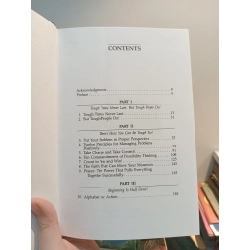 CONTENTS
Acknowledgments
Preface
PART I
Tough Times Never Last, But Tough People Do!
1. Tough Times Never Last
2. But Tough People Do!
PART II
Here's How You Can Be Tough Too!
3. Put Your Problem in Proper Perspective
4. Twelve Principles for Managing Problems
Positively
5. Take Charge and Take Control
6. Ten Commandments of Possibility Thinking
7. Count to Ten and Win!
8. The Faith that Can Move Your Mountain
9. Prayer: The Power That Pulls Everything
Together Successfully
PART III
Beginning
10. Alphabet for Action